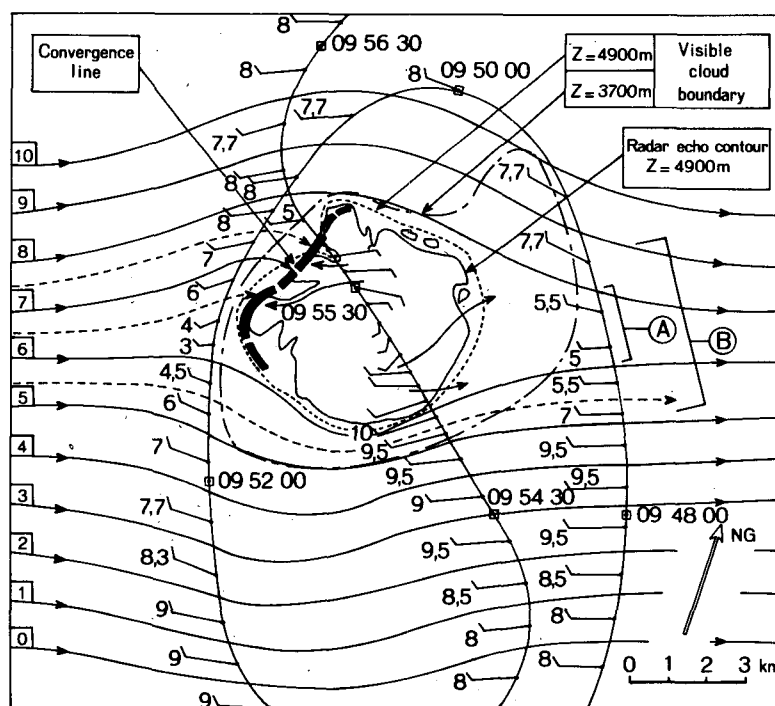 8
09 56 30
Convergence
line
Z=4900m
Z=3700m
Visible
cloud
boundary
8
8
09 50 00
7,7
7,7
Radar echo contour
Z=4900m
10
9
8
7
6
5
4
3
2
1
0
8
8
8
5
7
6
4
3
4,5
6
7
09 55 30
7,7
7,7
5,5
5
5,5
7
A
B
10
9,5
9,5
9,5
9,5
9,5
09 52 00
9
09 54 30
09 48 00
7,7
9,5
8,3
8,5
8,5
9
8
8
9
8
8
9
NG
0 1 2 3 km